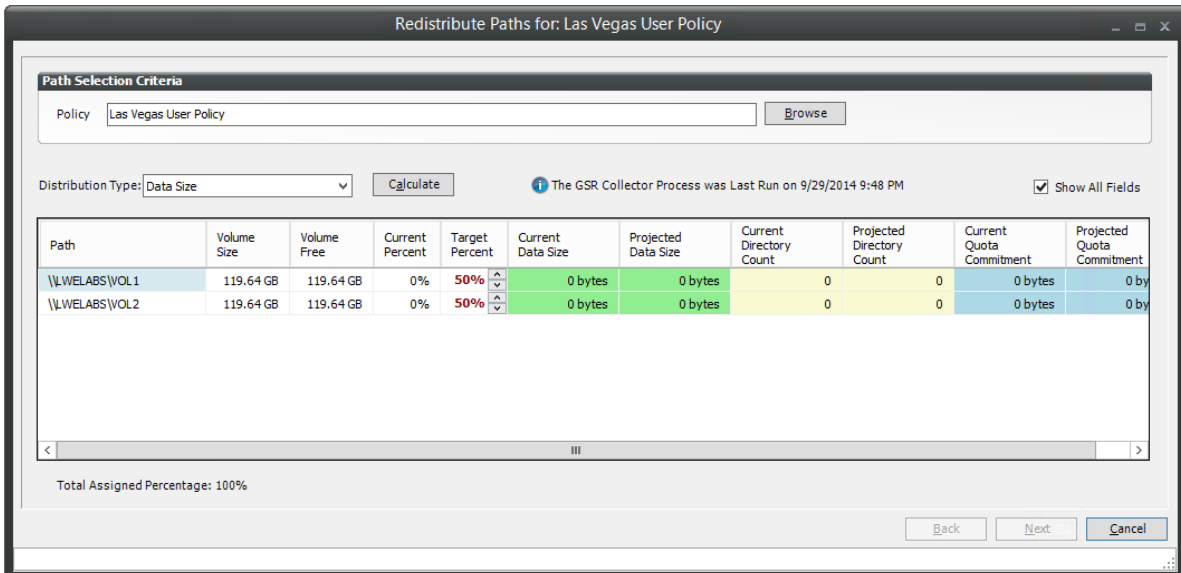 Redistribute Paths for: Las Vegas User Policy
Path Selection Criteria
Policy Las Vegas User Policy Browse
Distribution Type: Data Size Calculate The GSR Collector Process was Last Run on 9/29/2014 9:48 PM Show All Fields
Path Volume Size Volume Free Current Percent Target Percent Current Data Size Projected Data Size Current Directory Count Projected Directory Count Current Quota Commitment Projected Quota Commitment
\\LWELABS\VOL1 119.64 GB 119.64 GB 0% 50% 0 bytes 0 bytes 0 0 0 bytes 0 by
\\LWELABS\VOL2 119.64 GB 119.64 GB 0% 50% 0 bytes 0 bytes 0 0 0 bytes 0 by
Total Assigned Percentage: 100%
Back Next Cancel